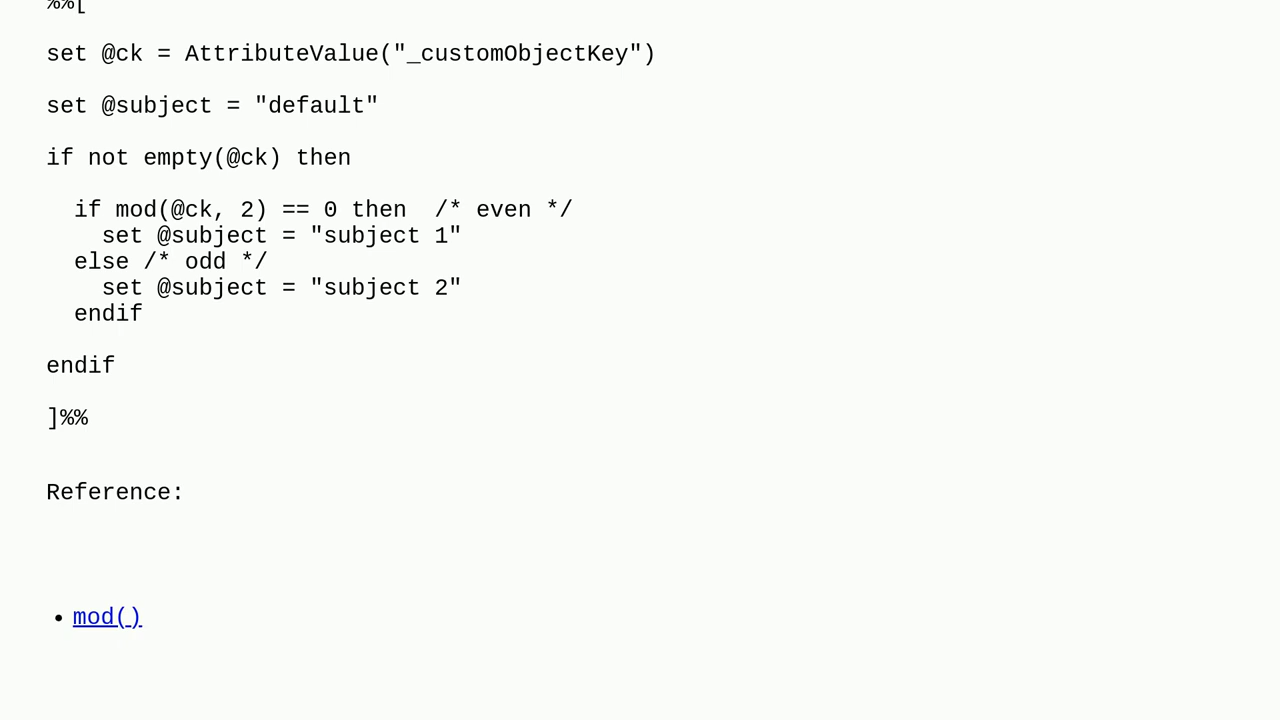 %%[
set @ck = AttributeValue("_customObjectKey")
set @subject = "default"
if not empty(@ck) then
if mod(@ck, 2) == 0 then /* even */
set @subject = "subject 1"
else /* odd */
set @subject = "subject 2"
endif
endif
]%%
Reference:
• mod()